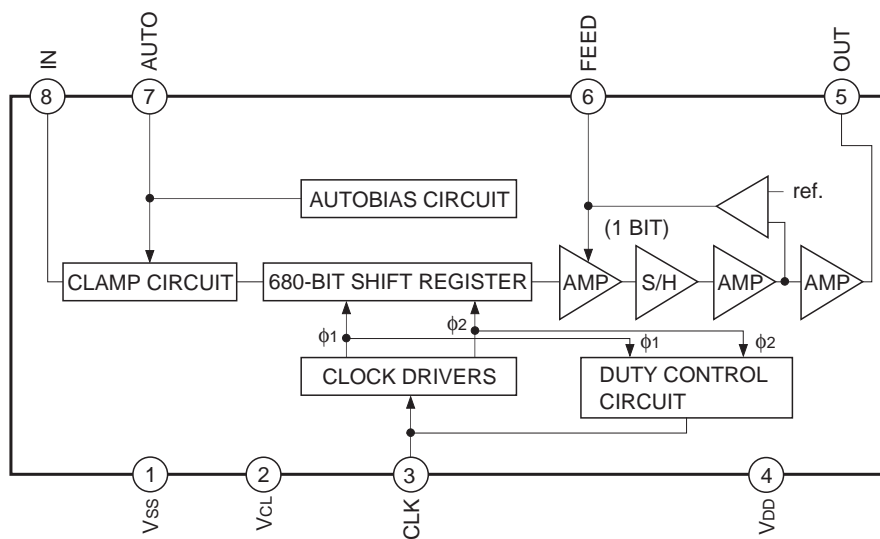 IN
AUTO
FEED
OUT
8
7
6
5
AUTOBIAS CIRCUIT
ref.
(1 BIT)
CLAMP CIRCUIT
680-BIT SHIFT REGISTER
AMP
S/H
AMP
AMP
ϕ1
ϕ2
ϕ1
ϕ2
CLOCK DRIVERS
DUTY CONTROL
CIRCUIT
1
2
3
4
VSS
VCL
CLK
VDD